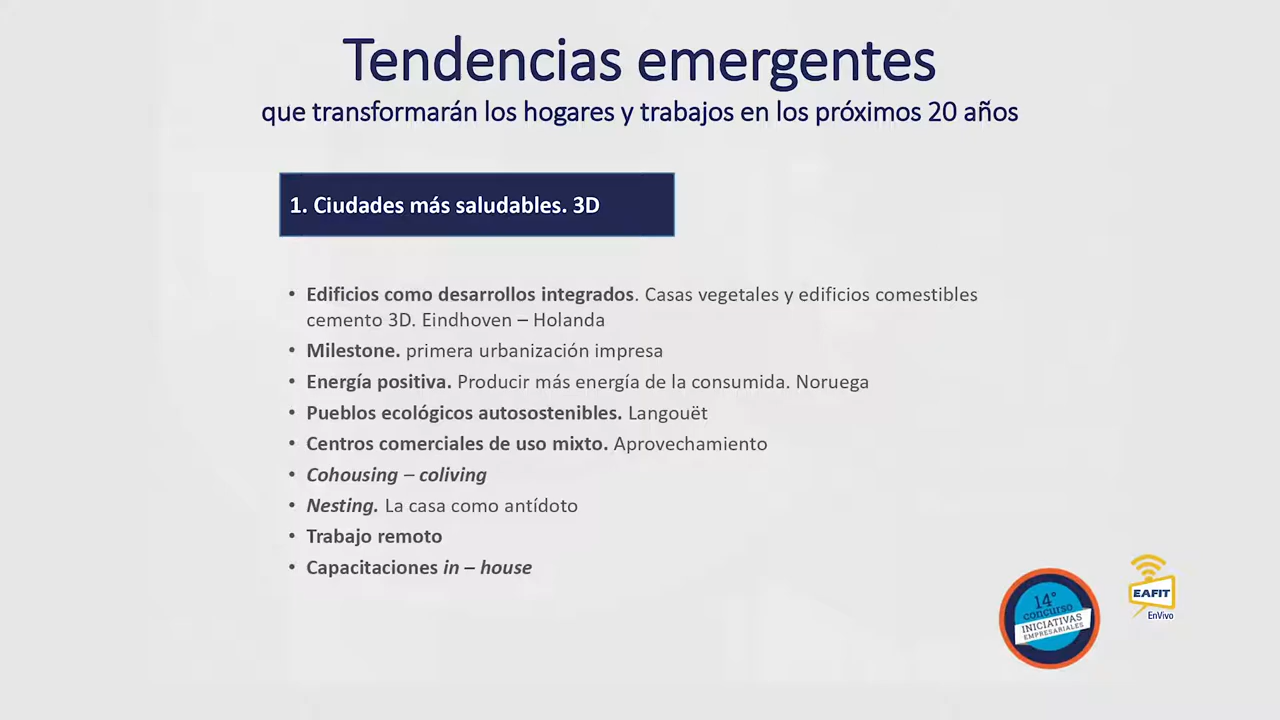 Tendencias emergentes
que transformarán los hogares y trabajos en los próximos 20 años
1. Ciudades más saludables. 3D
• Edificios como desarrollos integrados. Casas vegetales y edificios comestibles
cemento 3D. Eindhoven – Holanda
• Milestone. primera urbanización impresa
• Energía positiva. Producir más energía de la consumida. Noruega
• Pueblos ecológicos autosostenibles. Langouët
• Centros comerciales de uso mixto. Aprovechamiento
• Cohousing – coliving
• Nesting. La casa como antídoto
• Trabajo remoto
• Capacitaciones in – house
14°
concurso
INICIATIVAS
EMPRESARIALES
EAFIT
EnVivo